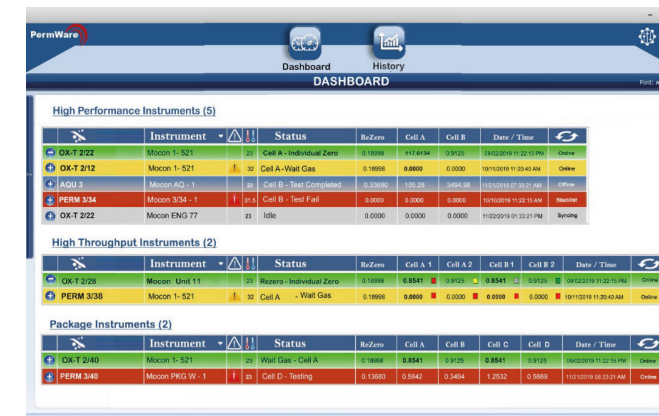 PermWare
Dashboard History
DASHBOARD
Font: A
High Performance Instruments (5)
Instrument Status ReZero Cell A Cell B Date / Time
OX-T 2/22 Mocon 1- 521 23 Cell A - Individual Zero 0.18998 117.6134 0.9125 09/02/2019 11:22:15 PM Online
OX-T 2/12 Mocon 1- 521 32 Cell A -Wait Gas 0.18998 0.0000 0.0000 10/11/2019 11:20:40 AM Online
AQU 3 Mocon AQ - 1 23 Cell B - Test Completed 0.33680 105.28 3494.98 11/21/2019 07:33:21 AM Offline
PERM 3/34 Mocon 3/34 - 1 31.5 Cell B - Test Fail 0.0000 0.0000 0.0000 10/10/2019 11:22:15 AM Blacklist
OX-T 2/22 Mocon ENG 77 23 Idle 0.0000 0.0000 0.0000 11/22/2019 01:33:21 PM Syncing
High Throughput Instruments (2)
Instrument Status ReZero Cell A 1 Cell A 2 Cell B 1 Cell B 2 Date / Time
OX-T 2/28 Mocon Unit 11 23 Rezero - Individual Zero 0.18998 0.8541 0.9125 0.8541 0.9125 09/02/2019 11:22:15 PM Online
PERM 3/38 Mocon 1- 521 32 Cell A - Wait Gas 0.18998 0.0000 0.0000 0.0000 0.0000 10/11/2019 11:20:40 AM Online
Package Instruments (2)
Instrument Status ReZero Cell A Cell B Cell C Cell D Date / Time
OX-T 2/40 Mocon 1- 521 23 Wait Gas - Cell A 0.18998 0.8541 0.9125 0.8541 0.9125 09/02/2019 11:22:15 PM Online
PERM 3/40 Mocon PKG W - 1 23 Cell D - Testing 0.13680 0.5842 0.3494 1.2532 0.5869 11/21/2019 08:33:21 AM Online